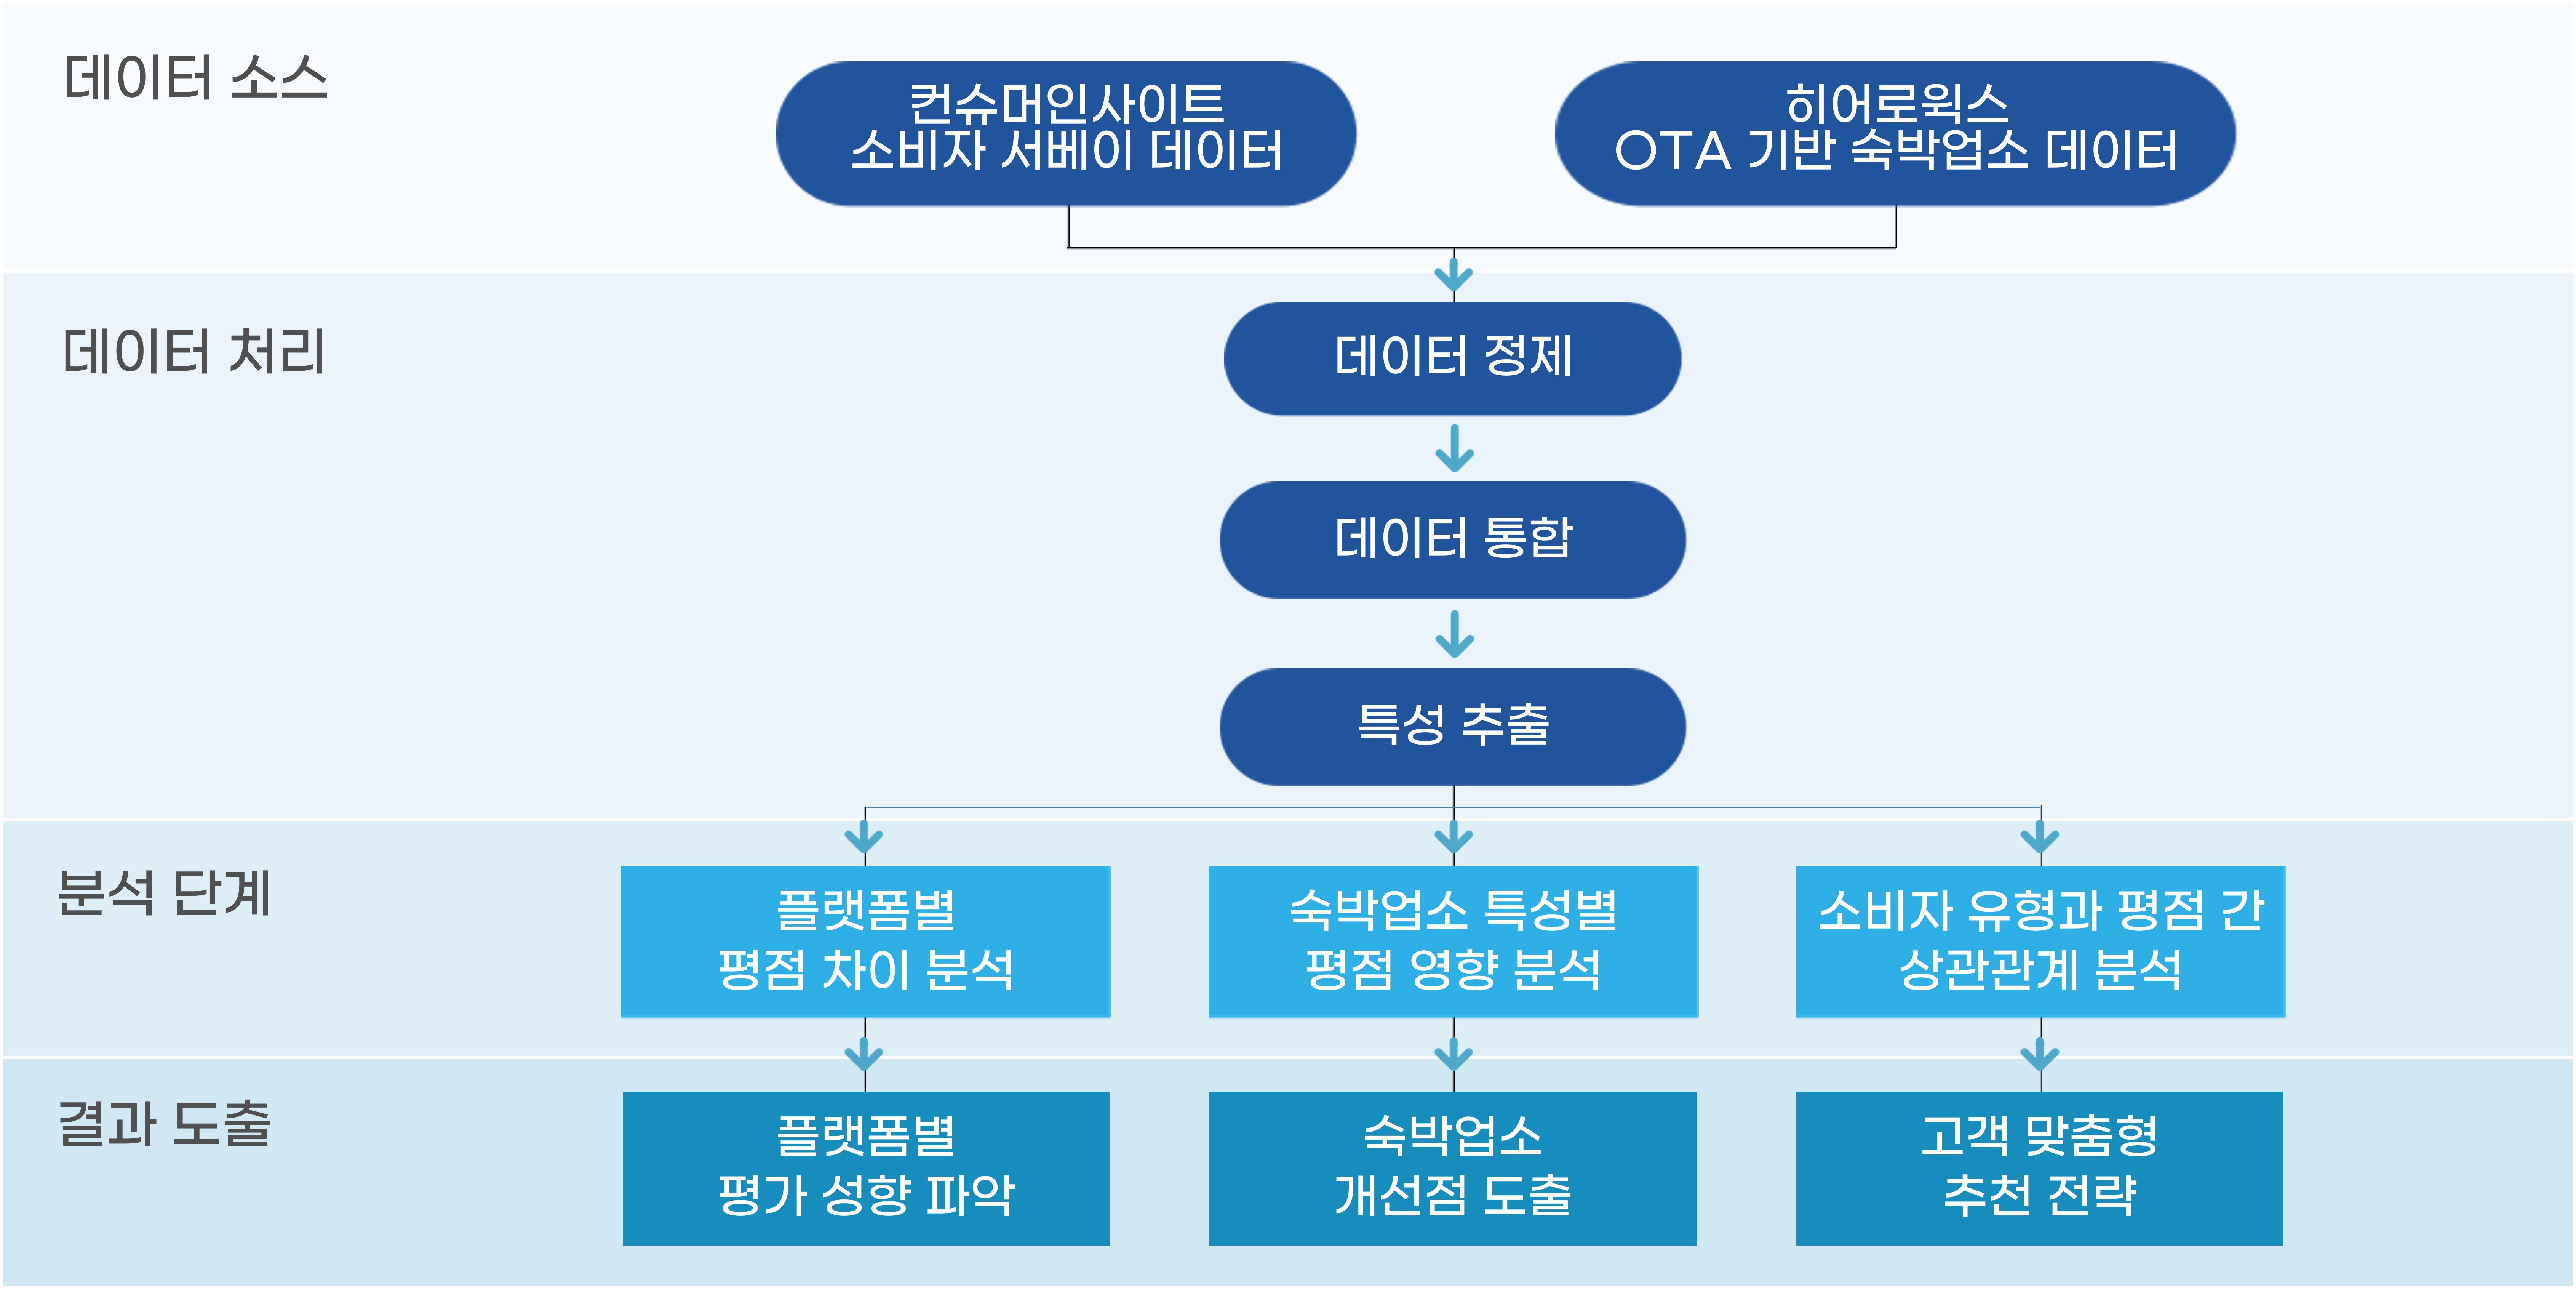 데이터 소스
컨슈머인사이트
소비자 서베이 데이터
히어로웍스
OTA 기반 숙박업소 데이터
데이터 처리
데이터 정제
데이터 통합
특성 추출
분석 단계
플랫폼별
평점 차이 분석
숙박업소 특성별
평점 영향 분석
소비자 유형과 평점 간
상관관계 분석
결과 도출
플랫폼별
평가 성향 파악
숙박업소
개선점 도출
고객 맞춤형
추천 전략